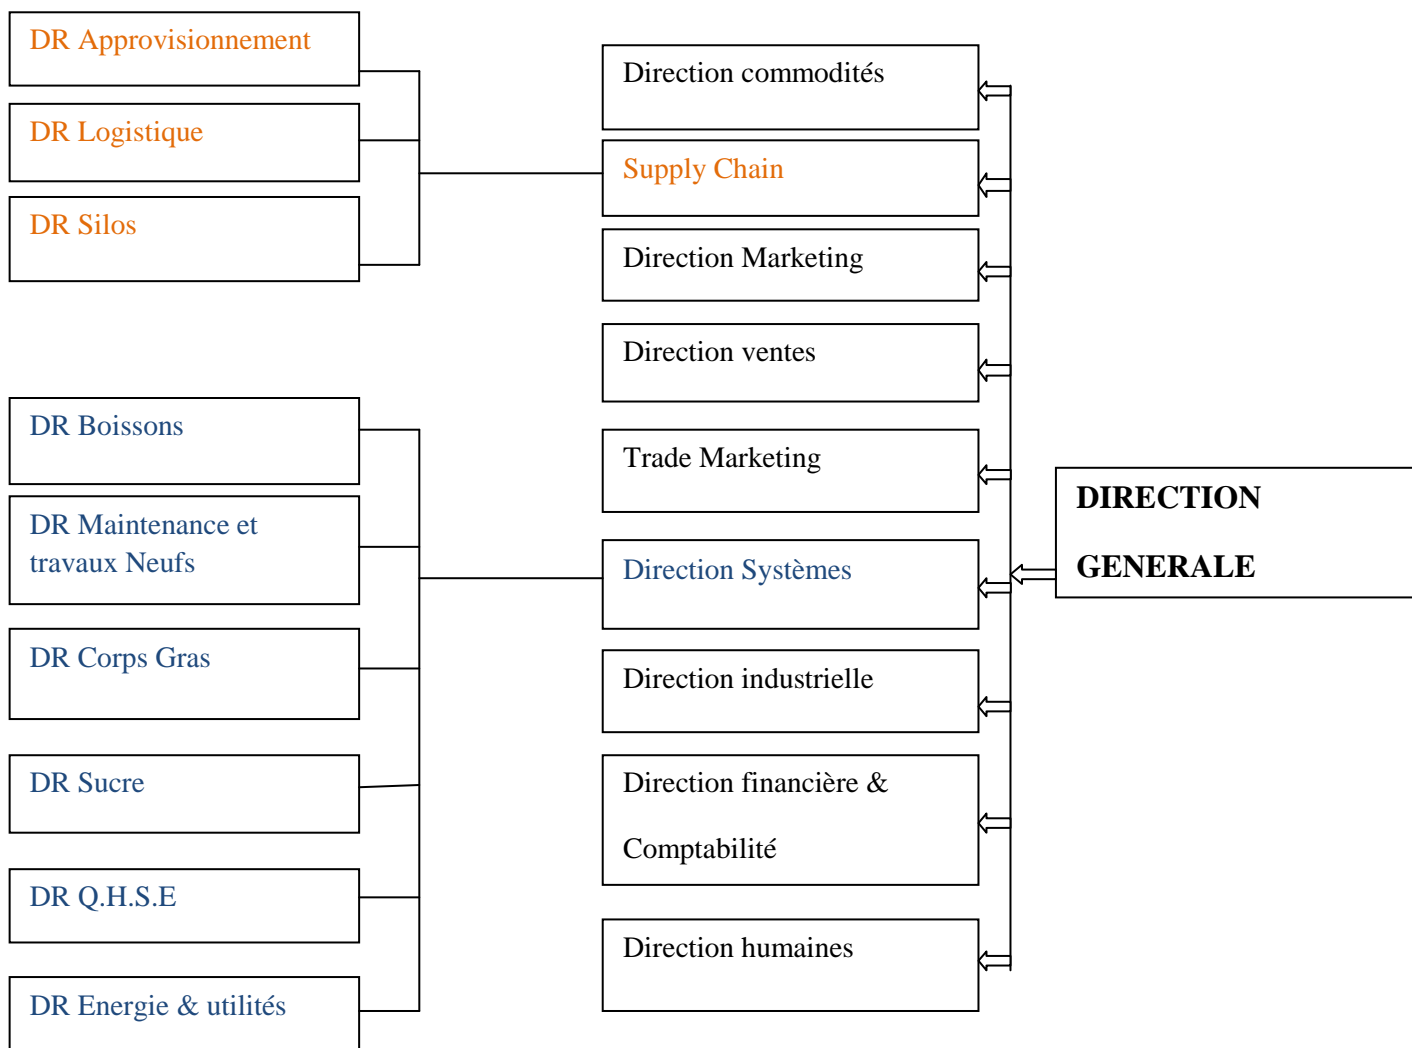 DR Approvisionnement
DR Logistique
DR Silos
DR Boissons
DR Maintenance et
travaux Neufs
DR Corps Gras
DR Sucre
DR Q.H.S.E
DR Energie & utilités
Direction commodités
Supply Chain
Direction Marketing
Direction ventes
Trade Marketing
Direction Systèmes
Direction industrielle
Direction financière &
Comptabilité
Direction humaines
DIRECTION
GENERALE